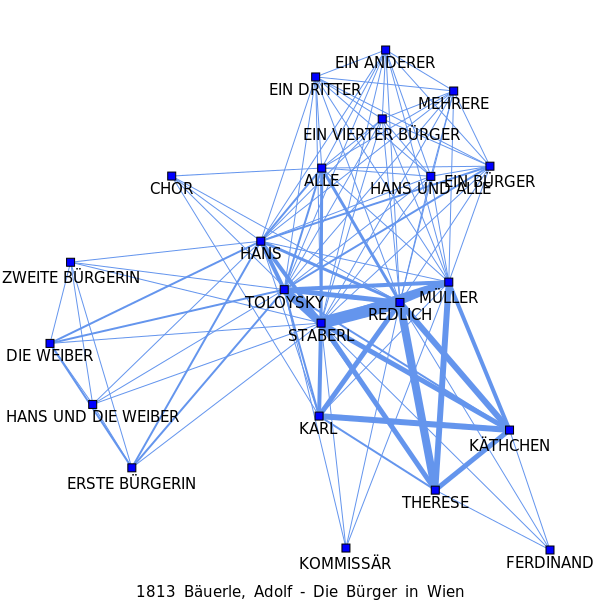 EIN ANDERER
EIN DRITTER
MEHRERE
EIN VIERTER BÜRGER
ALLE
HANS UND ALLE
EIN BÜRGER
CHOR
HANS
ZWEITE BÜRGERIN
TOLOYSKY
MÜLLER
REDLICH
STABERL
DIE WEIBER
HANS UND DIE WEIBER
KARL
KÄTHCHEN
ERSTE BÜRGERIN
THERESE
KOMMISSÄR
FERDINAND
1813 Bäuerle, Adolf - Die Bürger in Wien